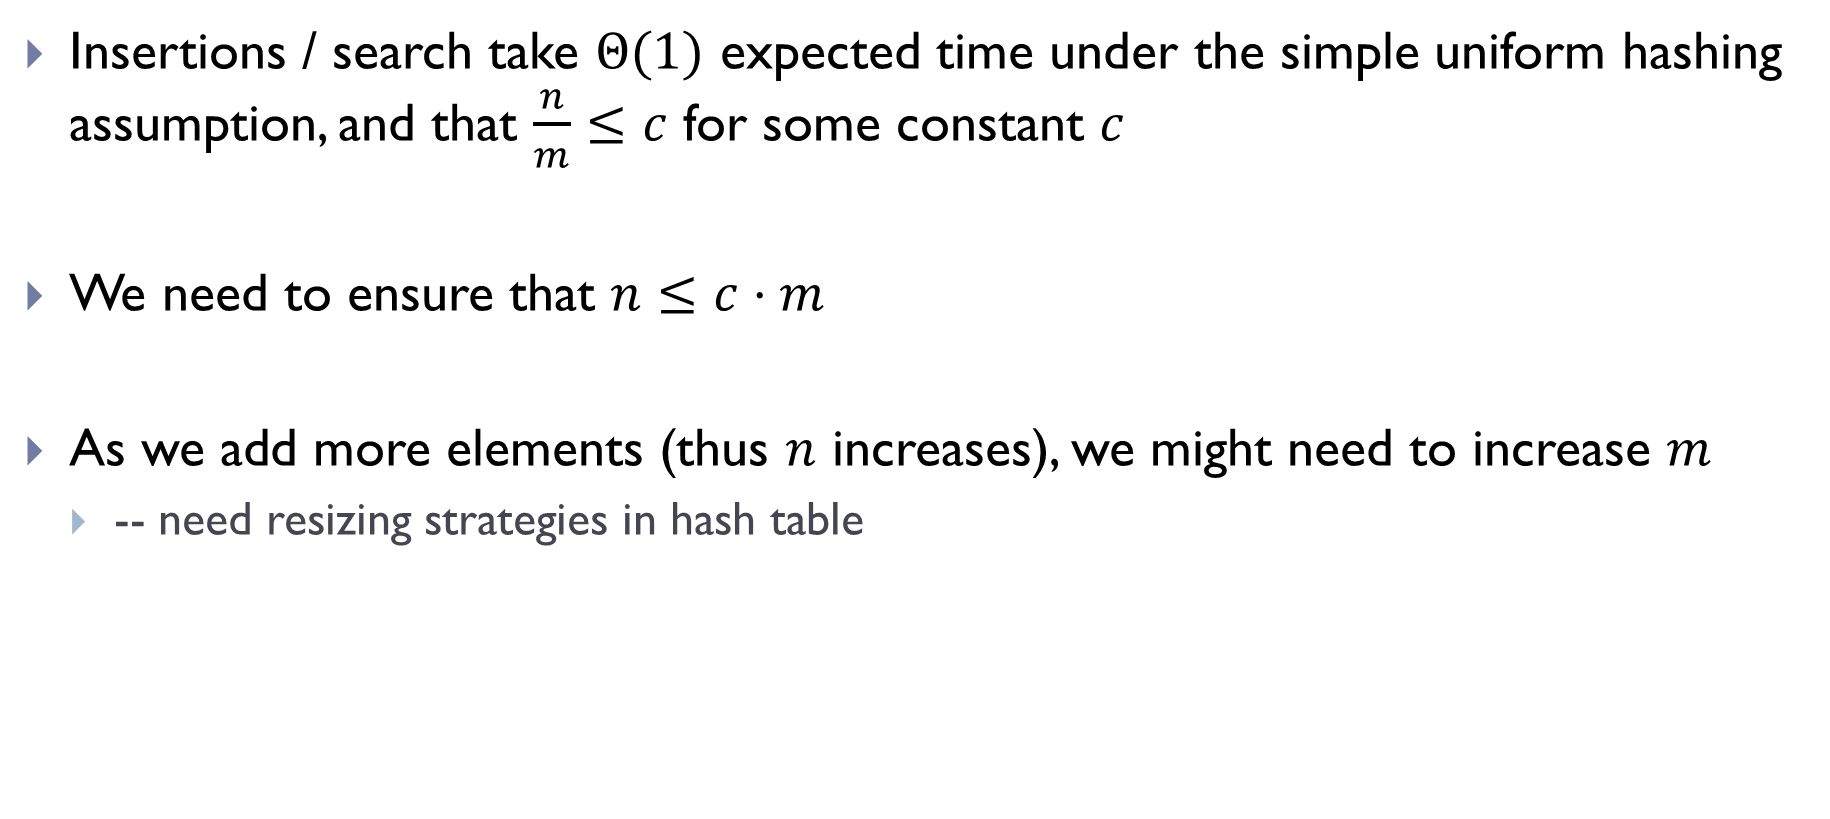 Insertions / search take Θ(1) expected time under the simple uniform hashing
assumption, and that n/m ≤ c for some constant c
We need to ensure that n ≤ c · m
As we add more elements (thus n increases), we might need to increase m
-- need resizing strategies in hash table